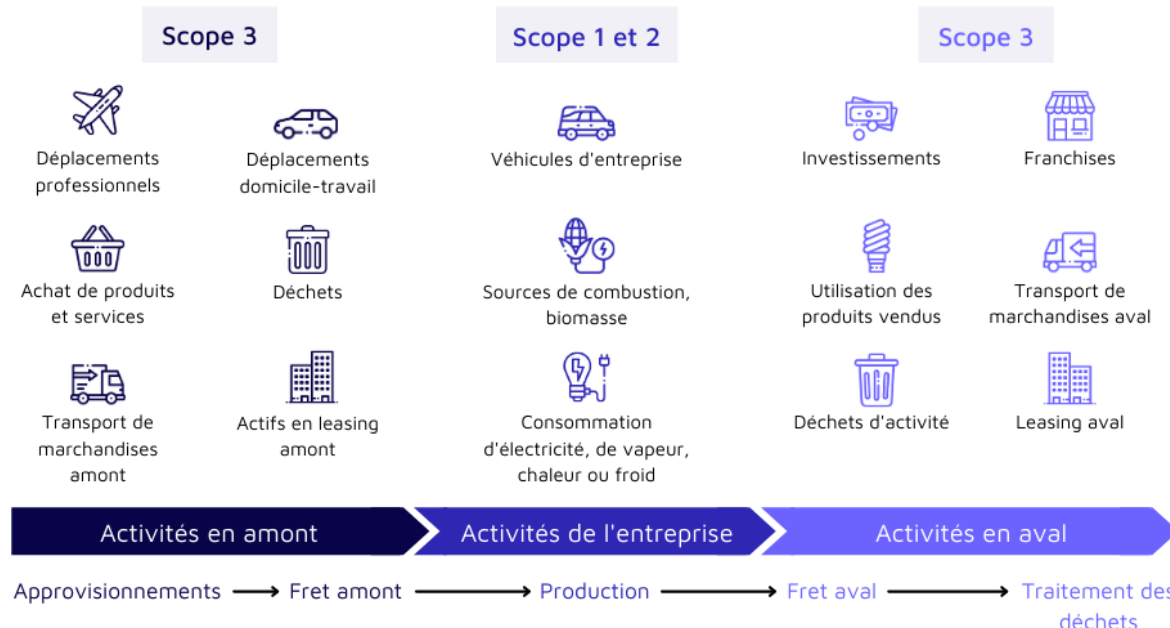 Scope 3
Scope 1 et 2
Scope 3
Déplacements
professionnels
Déplacements
domicile-travail
Véhicules d'entreprise
Investissements
Franchises
Achat de produits
et services
Déchets
Sources de combustion,
biomasse
Utilisation des
produits vendus
Transport de
marchandises aval
Transport de
marchandises
amont
Actifs en leasing
amont
Consommation
d'électricité, de vapeur,
chaleur ou froid
Déchets d'activité
Leasing aval
Activités en amont
Activités de l'entreprise
Activités en aval
Approvisionnements
Fret amont
Production
Fret aval
Traitement des
déchets